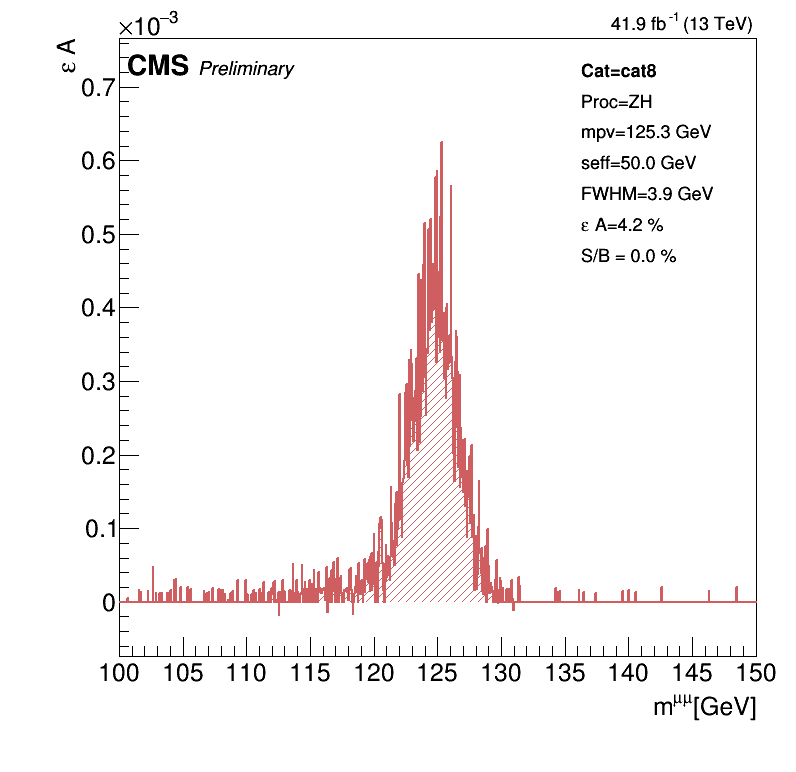 ×10⁻³
41.9 fb⁻¹ (13 TeV)
ε A
CMS Preliminary
Cat=cat8
Proc=ZH
mpv=125.3 GeV
seff=50.0 GeV
FWHM=3.9 GeV
ε A=4.2 %
S/B = 0.0 %
0.7
0.6
0.5
0.4
0.3
0.2
0.1
0
100 105 110 115 120 125 130 135 140 145 150
m^μμ[GeV]